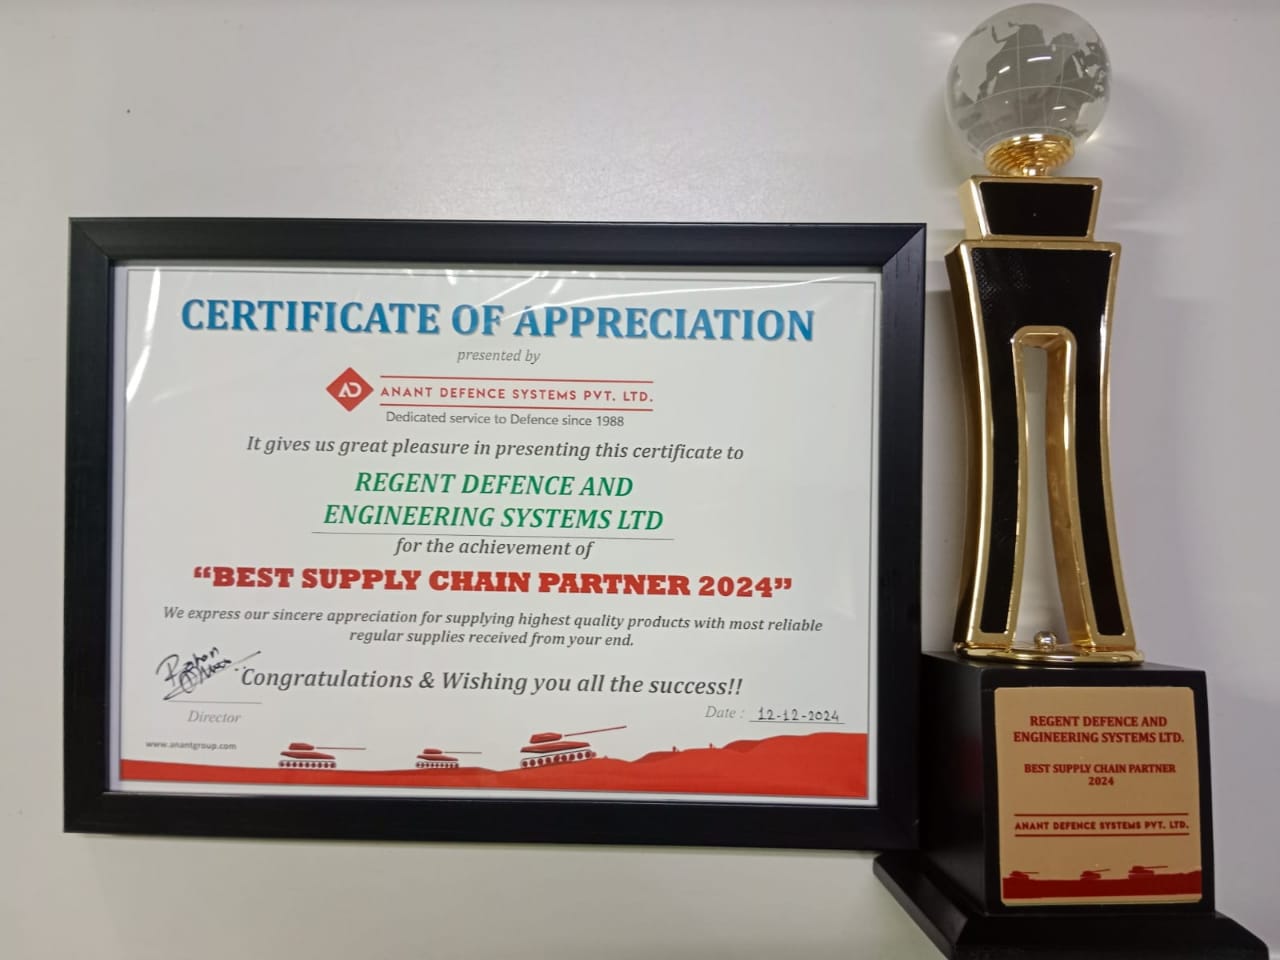 CERTIFICATE OF APPRECIATION
presented by
AD
ANANT DEFENCE SYSTEMS PVT. LTD.
Dedicated service to Defence since 1988
It gives us great pleasure in presenting this certificate to
REGENT DEFENCE AND
ENGINEERING SYSTEMS LTD
for the achievement of
“BEST SUPPLY CHAIN PARTNER 2024”
We express our sincere appreciation for supplying highest quality products with most reliable
regular supplies received from your end.
Congratulations & Wishing you all the success!!
Director
Date : 12-12-2024
www.anantgroup.com
REGENT DEFENCE AND
ENGINEERING SYSTEMS LTD.
BEST SUPPLY CHAIN PARTNER
2024
ANANT DEFENCE SYSTEMS PVT. LTD.